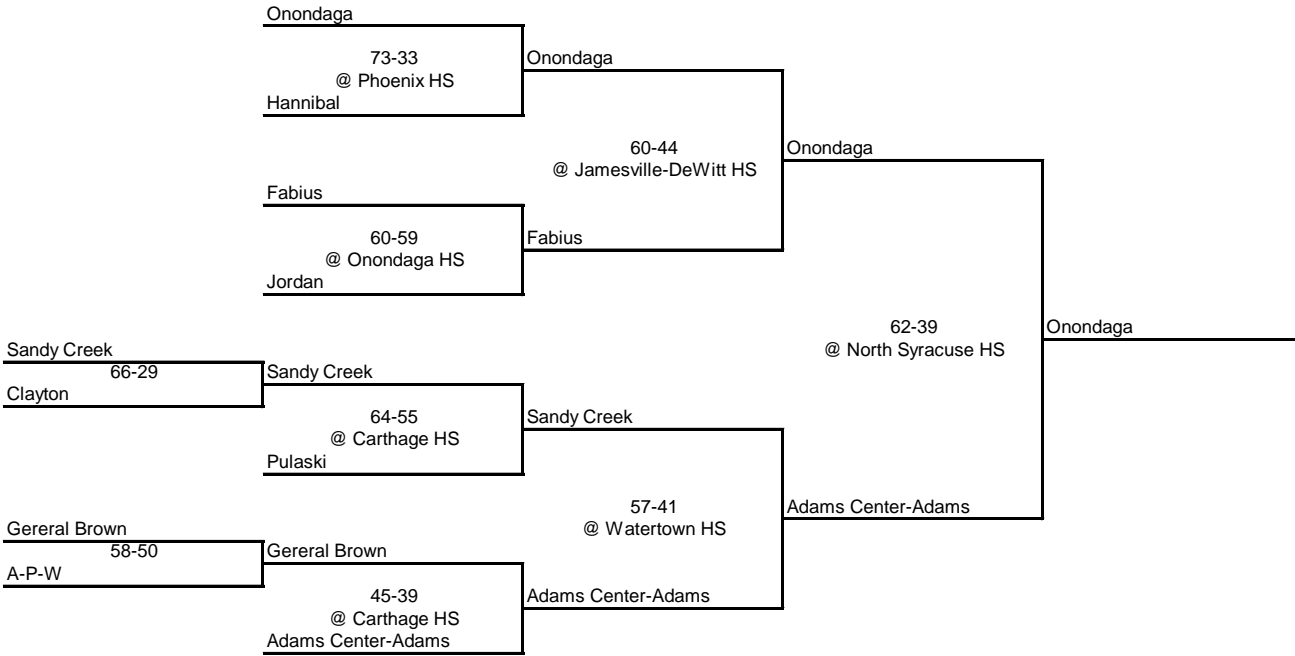 Onondaga
73-33
@ Phoenix HS
Onondaga
Hannibal
60-44
@ Jamesville-DeWitt HS
Onondaga
Fabius
60-59
@ Onondaga HS
Fabius
Jordan
62-39
@ North Syracuse HS
Onondaga
Sandy Creek
66-29
Clayton
Sandy Creek
64-55
@ Carthage HS
Sandy Creek
Pulaski
57-41
@ Watertown HS
Adams Center-Adams
Gereral Brown
58-50
A-P-W
Gereral Brown
45-39
@ Carthage HS
Adams Center-Adams
Adams Center-Adams